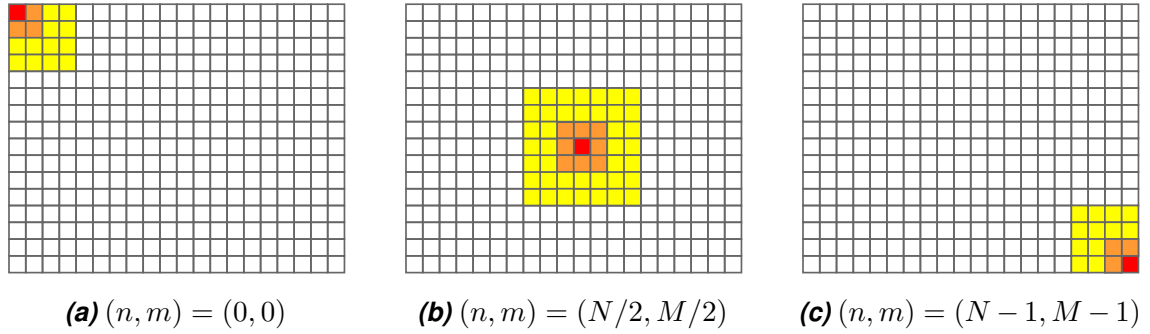 (a) (n, m) = (0, 0)
(b) (n, m) = (N/2, M/2)
(c) (n, m) = (N − 1, M − 1)